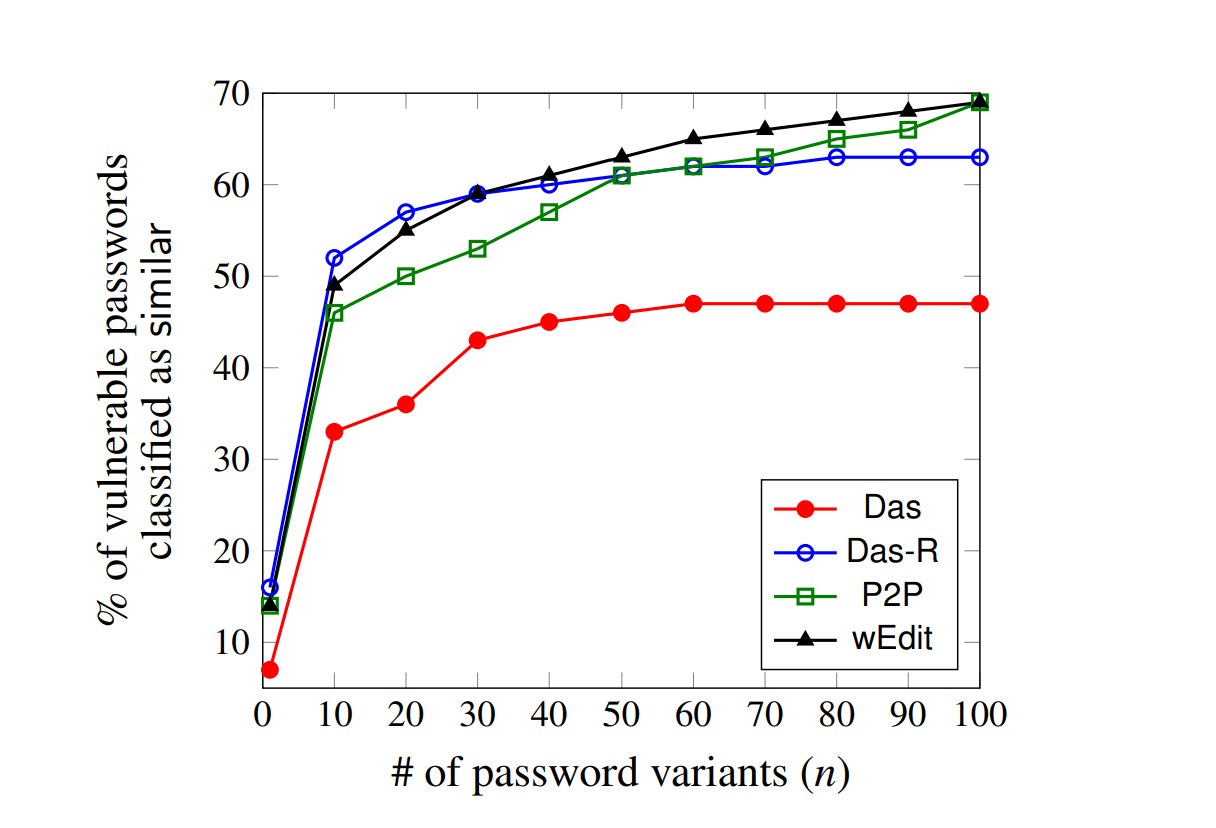 % of vulnerable passwords
classified as similar
70
60
50
40
30
20
10
0 10 20 30 40 50 60 70 80 90 100
# of password variants (n)
Das
Das-R
P2P
wEdit